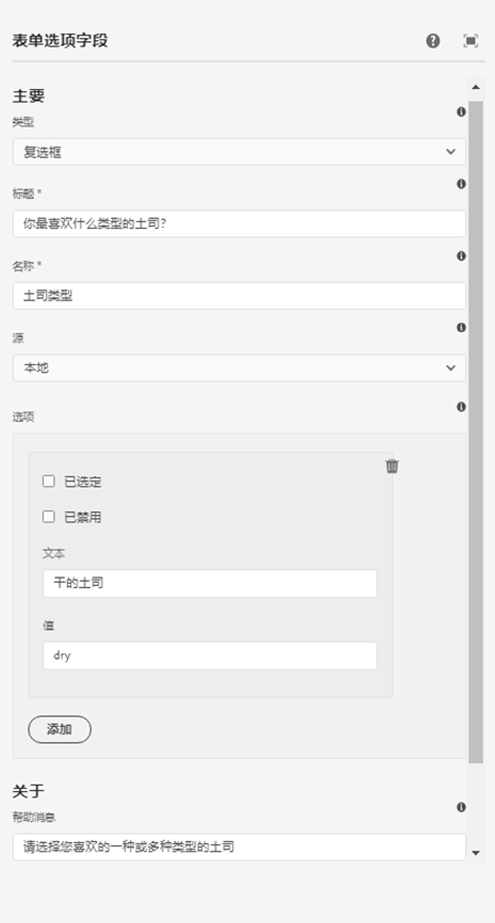 表单选项字段
主要
类型
复选框
标题 *
你最喜欢什么类型的土司?
名称 *
土司类型
源
本地
选项
已选定
已禁用
文本
干的土司
值
dry
添加
关于
帮助消息
请选择您喜欢的一种或多种类型的土司